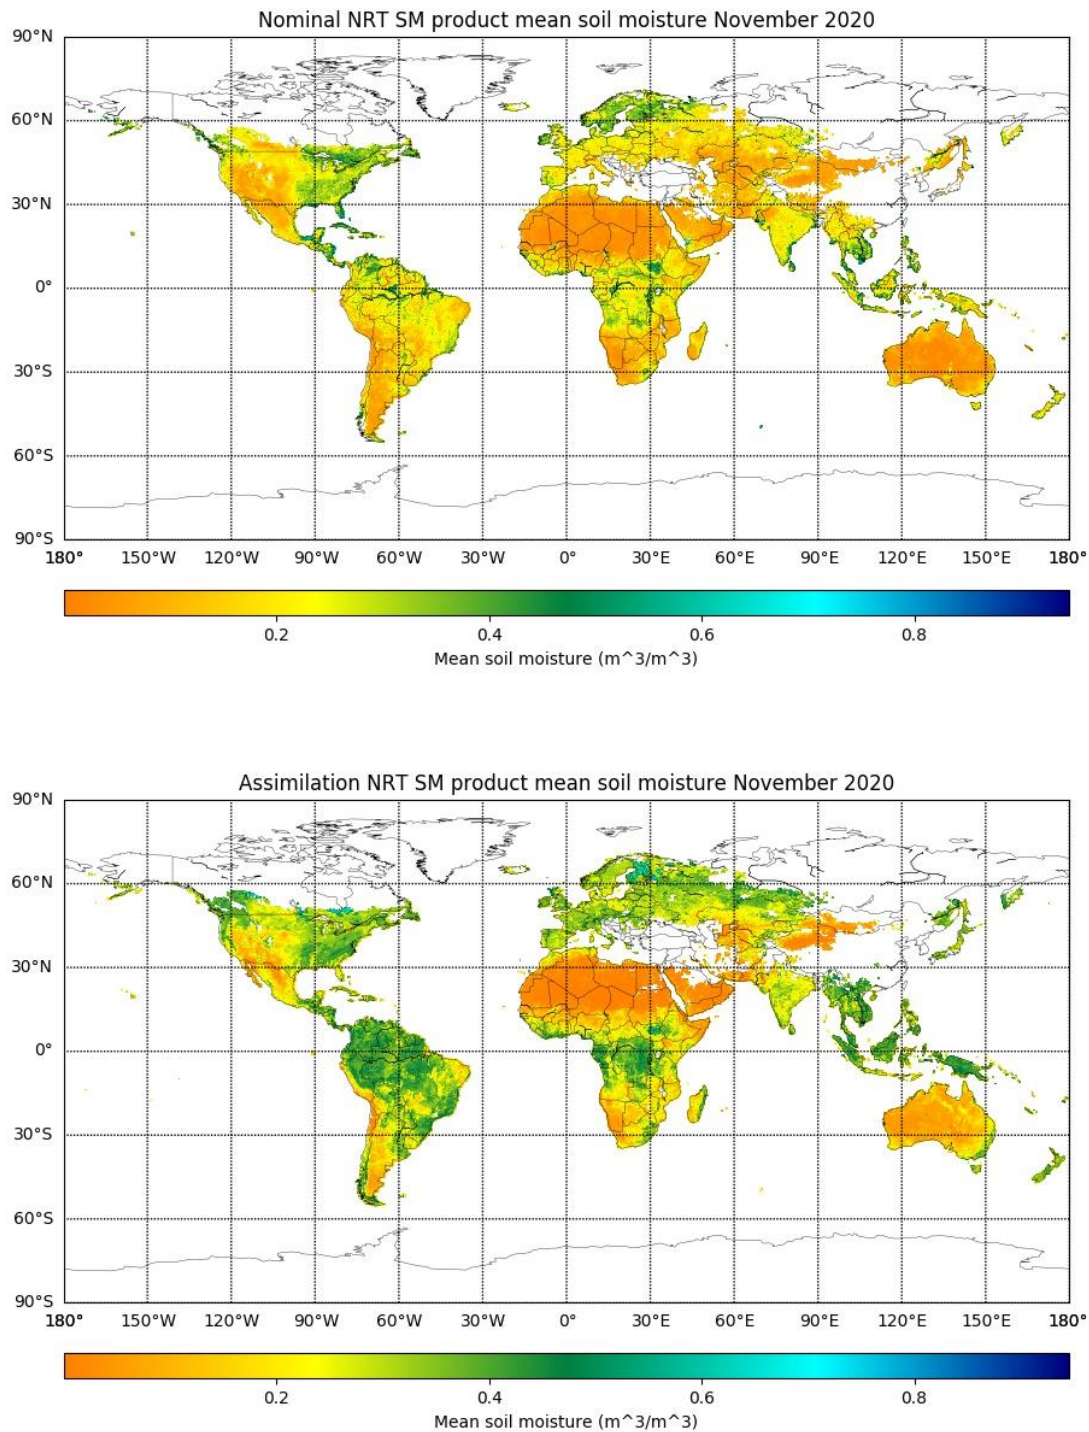 Nominal NRT SM product mean soil moisture November 2020
90°N
60°N
30°N
0°
30°S
60°S
90°S
180° 150°W 120°W 90°W 60°W 30°W 0° 30°E 60°E 90°E 120°E 150°E 180°
0.2 0.4 0.6 0.8
Mean soil moisture (m^3/m^3)
Assimilation NRT SM product mean soil moisture November 2020
90°N
60°N
30°N
0°
30°S
60°S
90°S
180° 150°W 120°W 90°W 60°W 30°W 0° 30°E 60°E 90°E 120°E 150°E 180°
0.2 0.4 0.6 0.8
Mean soil moisture (m^3/m^3)